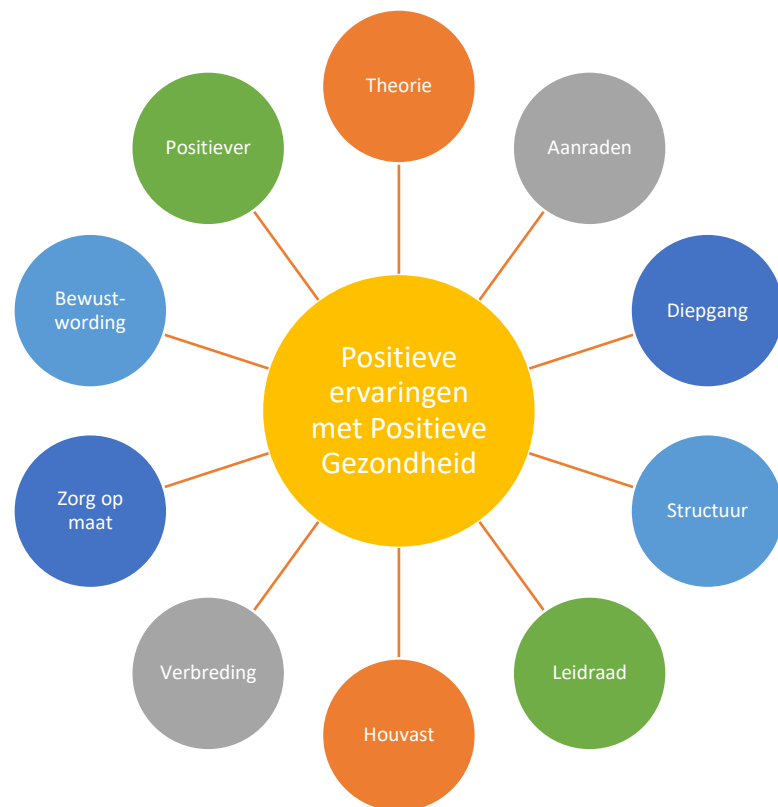 Theorie
Aanraden
Diepgang
Structuur
Leidraad
Houvast
Verbreding
Zorg op
maat
Bewust-
wording
Positiever
Positieve
ervaringen
met Positieve
Gezondheid